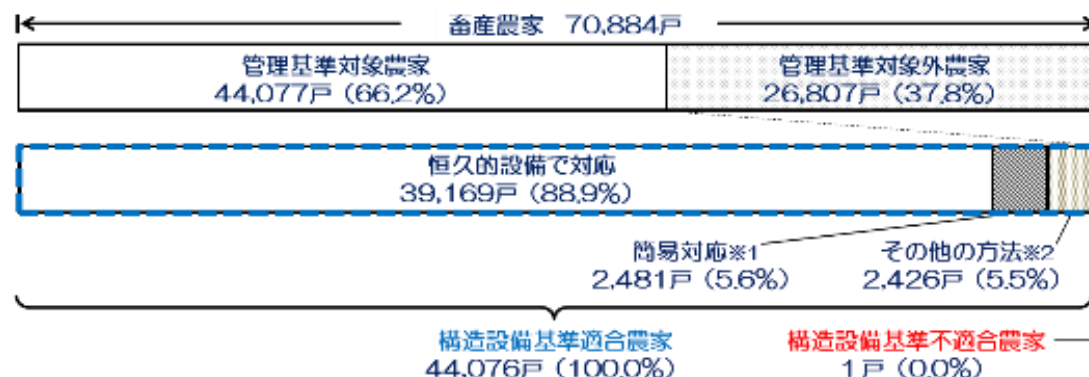 畜産農家 70,884戸
管理基準対象農家
44,077戸 (66.2%)
管理基準対象外農家
26,807戸 (37.8%)
恒久的設備で対応
39,169戸 (88.9%)
簡易対応※1
2,481戸 (5.6%)
その他の方法※2
2,426戸 (5.5%)
構造設備基準適合農家
44,076戸 (100.0%)
構造設備基準不適合農家
1戸 (0.0%)